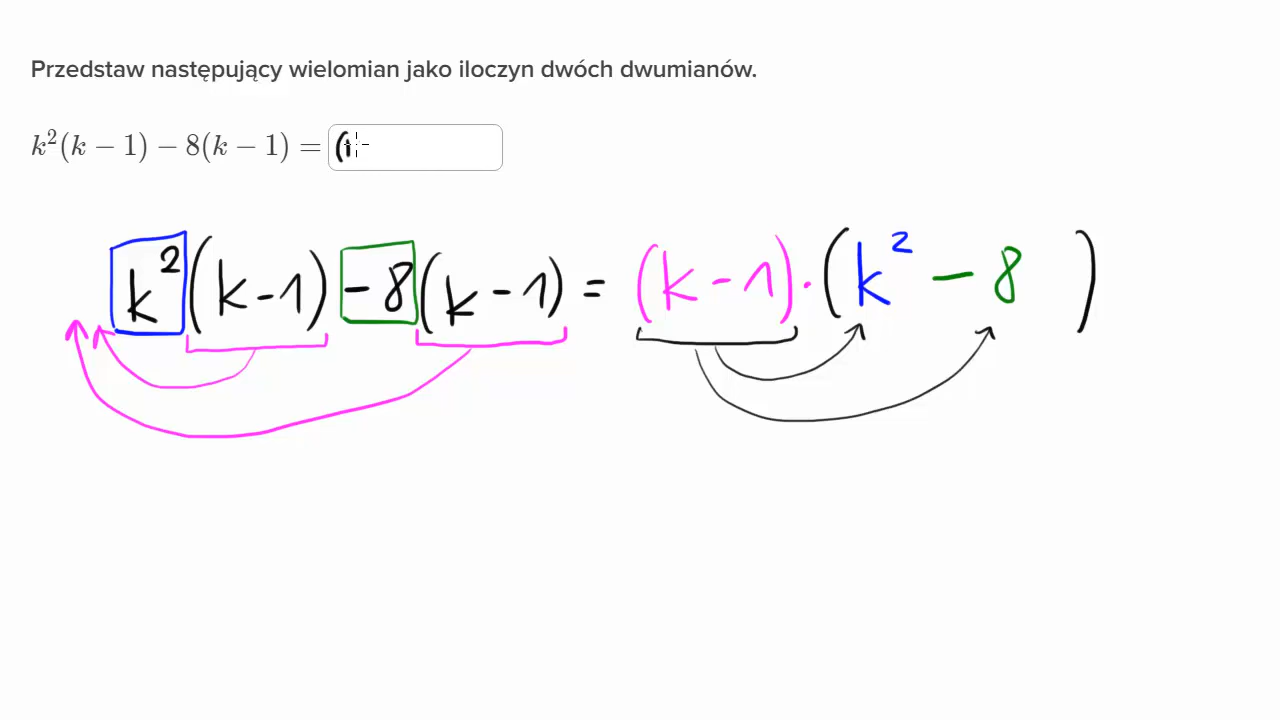 Przedstaw następujący wielomian jako iloczyn dwóch dwumianów.
k²(k − 1) − 8(k − 1) = (
k²(k-1) -8(k-1) = (k-1)·(k² - 8 )